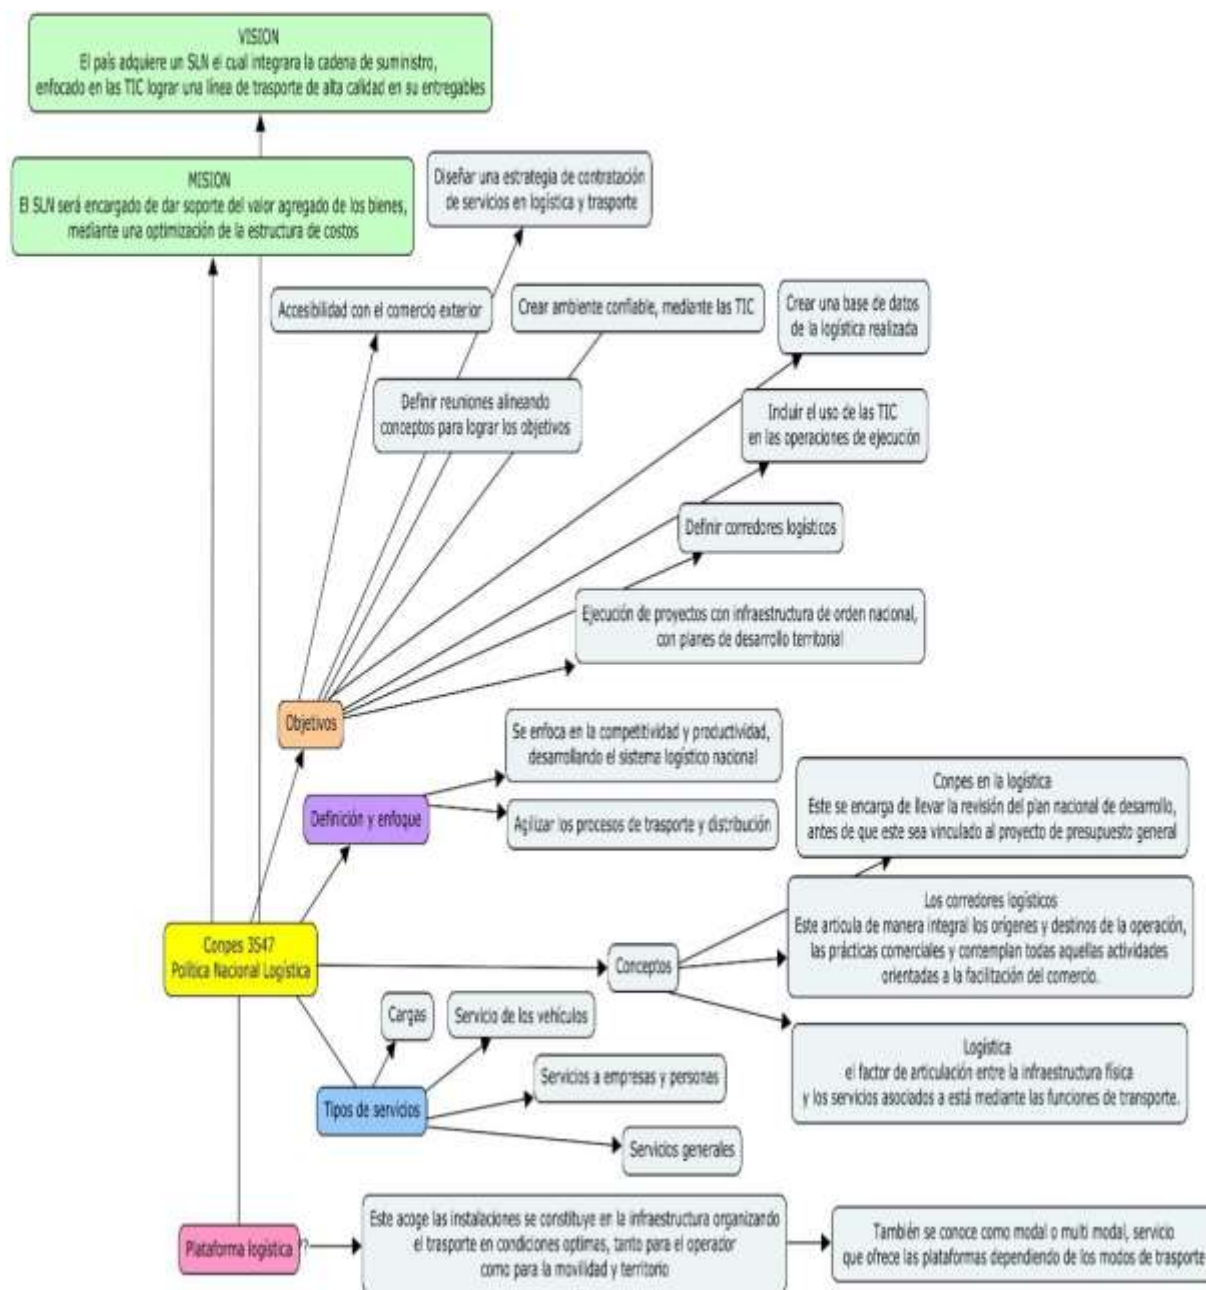 VISION
El país adquiere un SLN el cual integrara la cadena de suministro,
enfocado en las TIC lograr una línea de trasporte de alta calidad en su entregables
MISION
El SLN será encargado de dar soporte del valor agregado de los bienes,
mediante una optimización de la estructura de costos
Diseñar una estrategia de contratación
de servicios en logística y trasporte
Accesibilidad con el comercio exterior
Crear ambiente confiable, mediante las TIC
Crear una base de datos
de la logística realizada
Definir reuniones alineando
conceptos para lograr los objetivos
Incluir el uso de las TIC
en las operaciones de ejecución
Definir corredores logísticos
Ejecución de proyectos con infraestructura de orden nacional,
con planes de desarrollo territorial
Objetivos
Se enfoca en la competitividad y productividad,
desarrollando el sistema logístico nacional
Definición y enfoque
Agilizar los procesos de trasporte y distribución
Conpes en la logística
Este se encarga de llevar la revisión del plan nacional de desarrollo,
antes de que este sea vinculado al proyecto de presupuesto general
Los corredores logísticos
Este articula de manera integral los orígenes y destinos de la operación,
las prácticas comerciales y contemplan todas aquellas actividades
orientadas a la facilitación del comercio.
Conpes 3547
Política Nacional Logística
Conceptos
Logística
el factor de articulación entre la infraestructura física
y los servicios asociados a está mediante las funciones de transporte.
Cargas
Servicio de los vehículos
Servicios a empresas y personas
Tipos de servicios
Servicios generales
Plataforma logística
??
Este acoge las instalaciones se constituye en la infraestructura organizando
el trasporte en condiciones optimas, tanto para el operador
como para la movilidad y territorio
También se conoce como modal o multi modal, servicio
que ofrece las plataformas dependiendo de los modos de trasporte